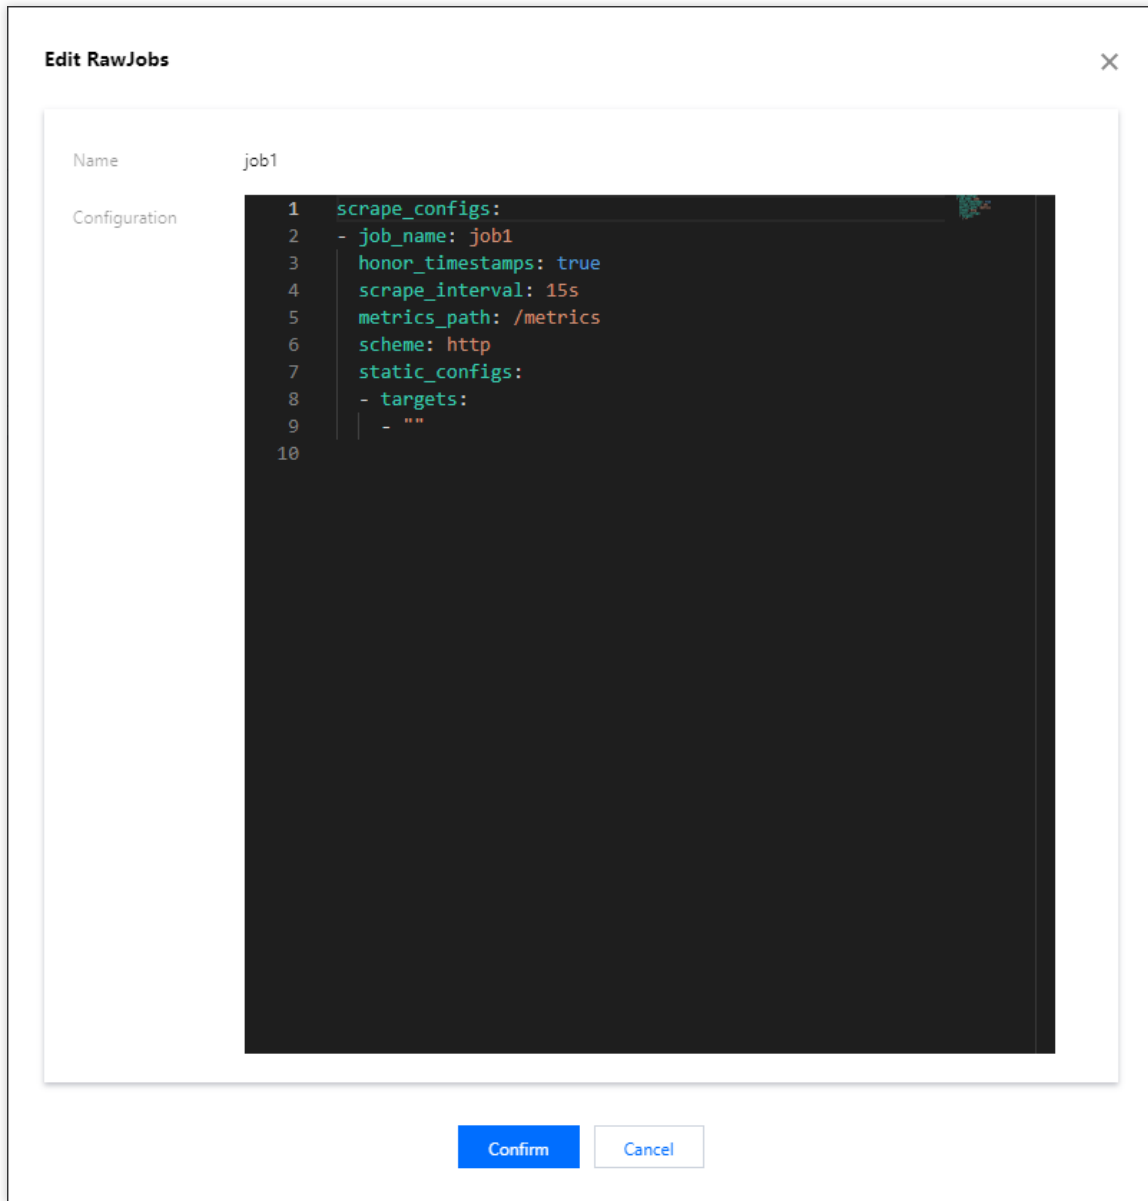 Edit RawJobs
Name job1
Configuration
1 scrape_configs:
2 - job_name: job1
3 honor_timestamps: true
4 scrape_interval: 15s
5 metrics_path: /metrics
6 scheme: http
7 static_configs:
8 - targets:
9 - ""
10
Confirm Cancel